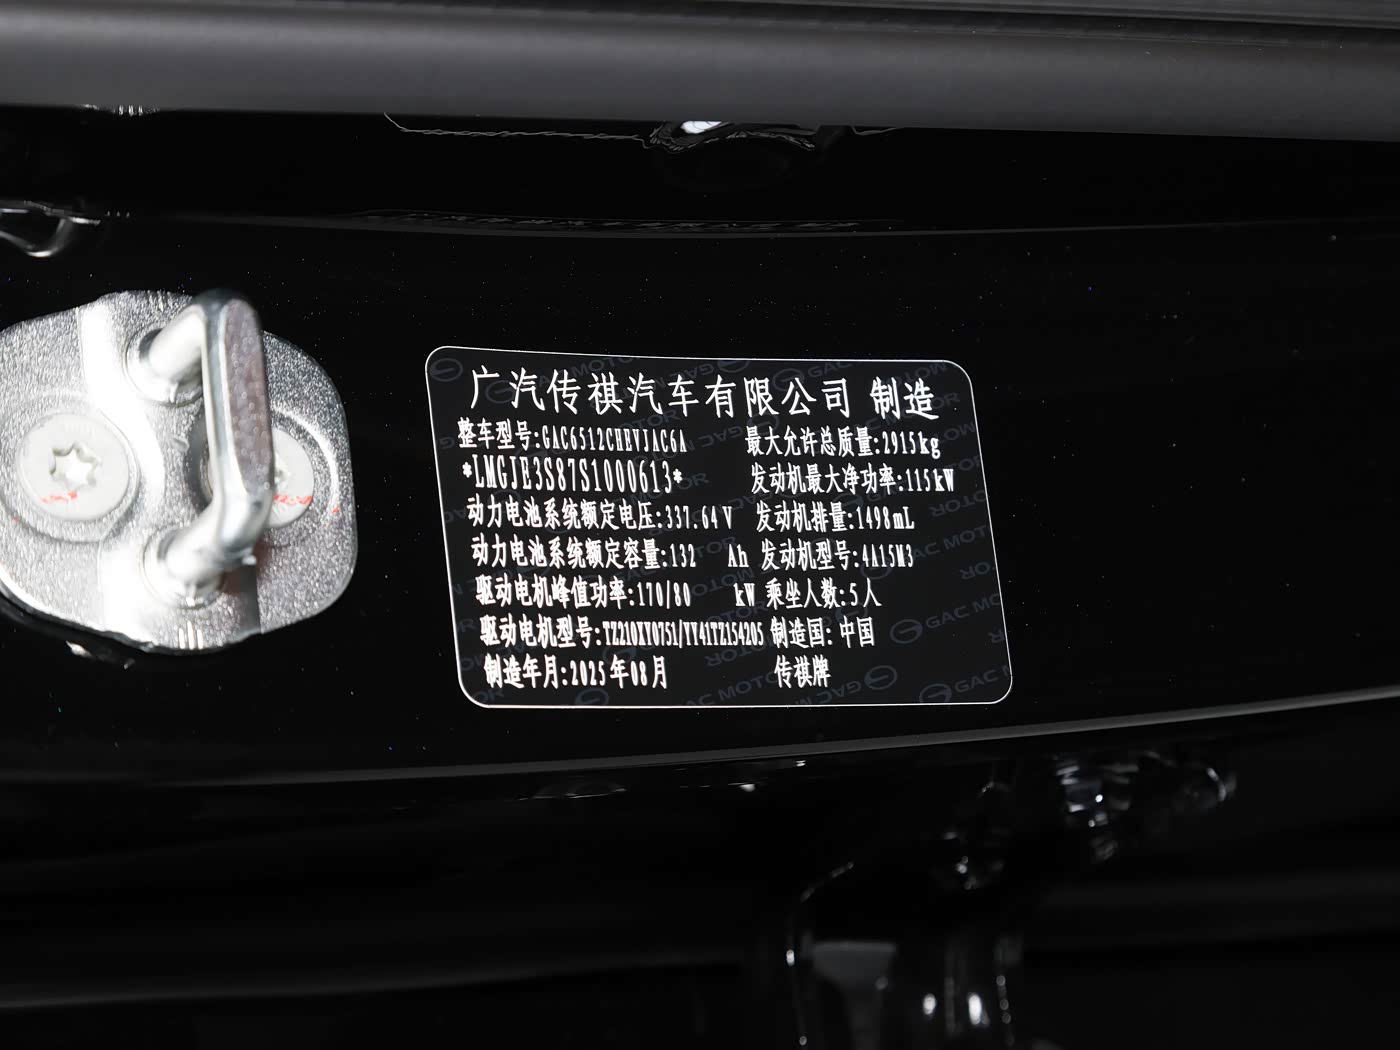 广汽传祺汽车有限公司 制造
整车型号:GAC6512CHEVJAC6A 最大允许总质量:2915kg
*LMGJE3S87S1000613* 发动机最大净功率:115kW
动力电池系统额定电压:337.64V 发动机排量:1498mL
动力电池系统额定容量:132 Ah 发动机型号:4A15M3
驱动电机峰值功率:170/80 kW 乘坐人数:5人
驱动电机型号:TZ210XY0751/YY41TZ154205 制造国:中国
制造年月:2025年08月 传祺牌
GAC MOTOR